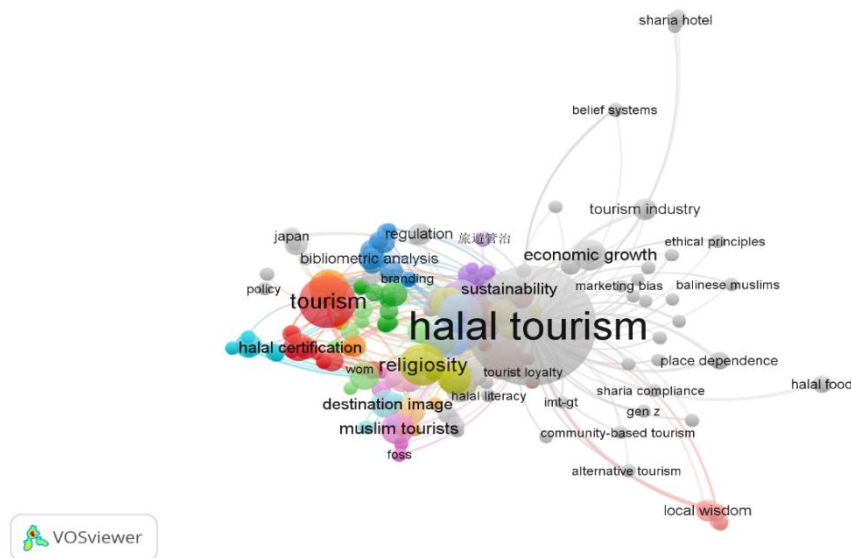 sharia hotel
belief systems
tourism industry
japan
regulation
旅遊管治
ethical principles
bibliometric analysis
economic growth
policy
branding
sustainability
marketing bias
balinese muslims
tourism
halal tourism
halal certification
religiosity
place dependence
wom
tourist loyalty
halal food
destination image
halal literacy
imt-gt
sharia compliance
gen z
muslim tourists
community-based tourism
foss
alternative tourism
local wisdom
VOSviewer